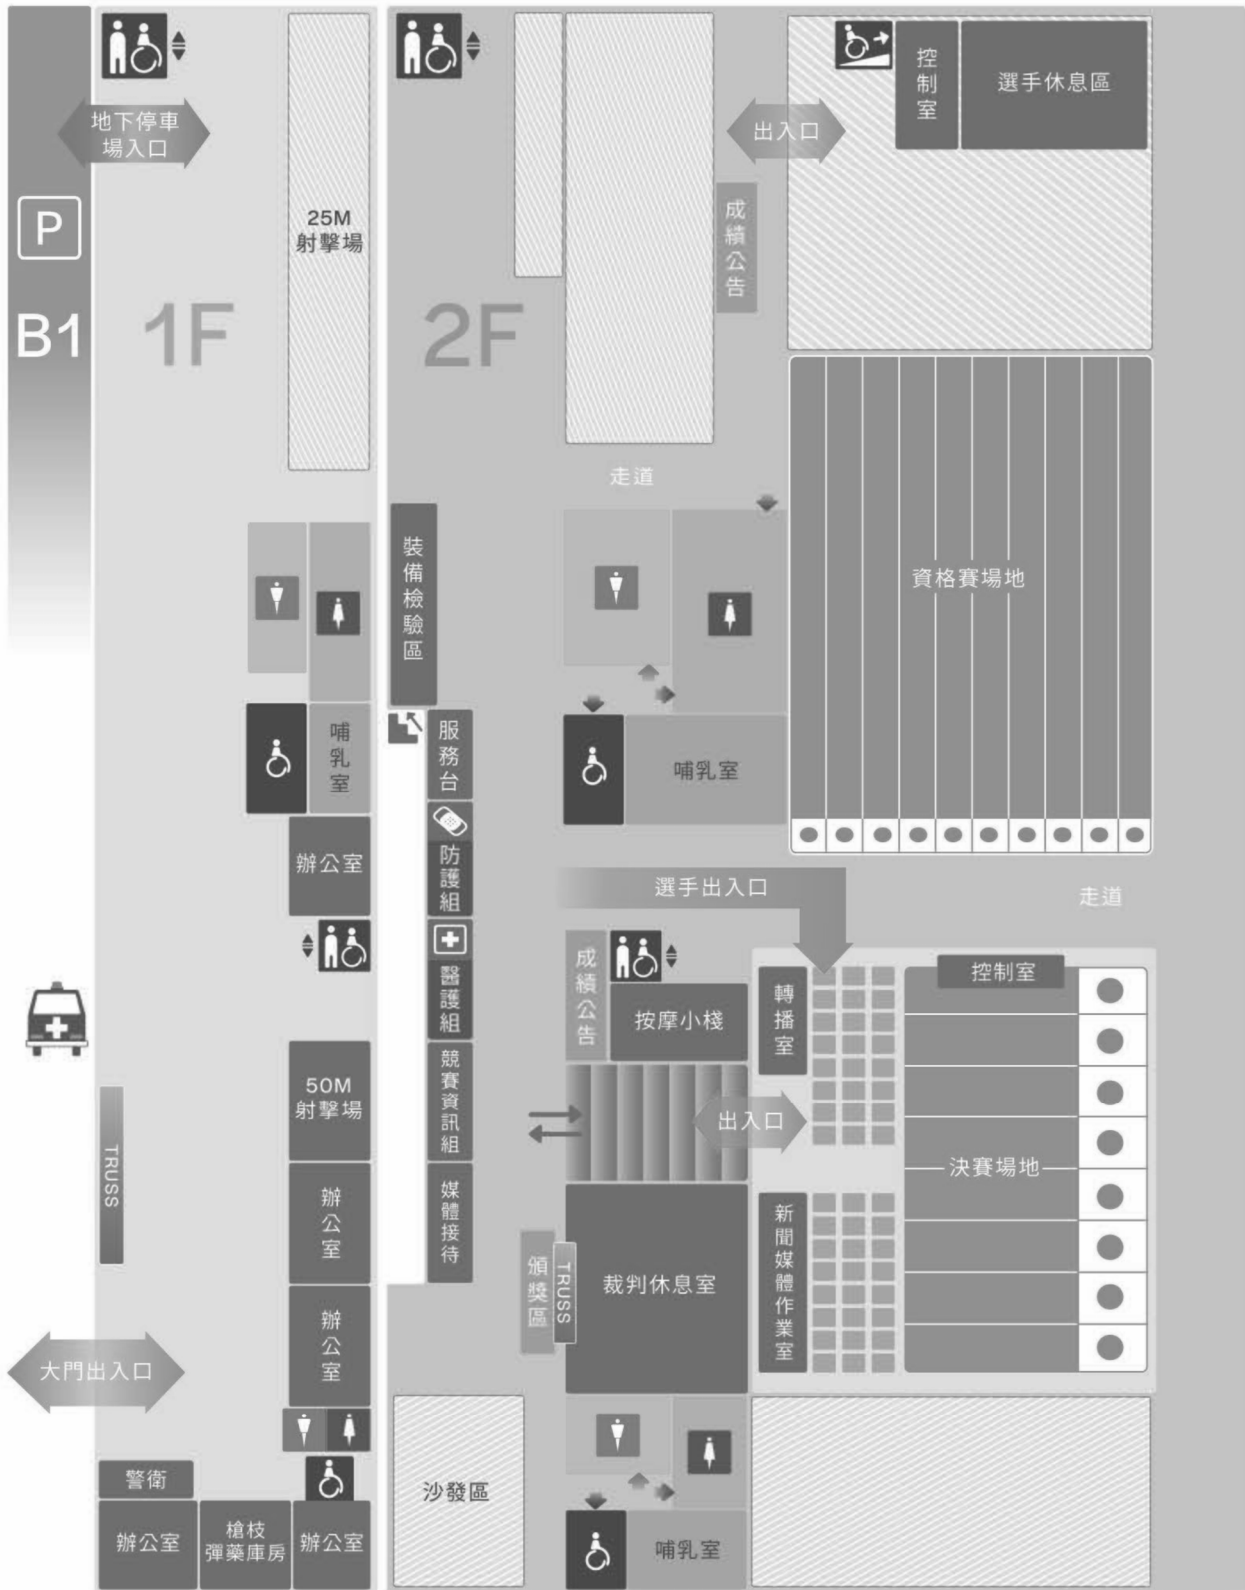 地下停車
場入口
P
B1
1F
25M
射擊場
哺乳室
辦公室
50M
射擊場
TRUSS
辦公室
辦公室
大門出入口
警衛
辦公室
槍枝
彈藥庫房
辦公室
2F
出入口
控制室
選手休息區
成績公告
走道
裝備檢驗區
資格賽場地
服務台
哺乳室
防護組
選手出入口
走道
醫護組
成績公告
按摩小棧
轉播室
控制室
競賽資訊組
出入口
決賽場地
媒體接待
頒獎區
TRUSS
裁判休息室
新聞媒體作業室
沙發區
哺乳室